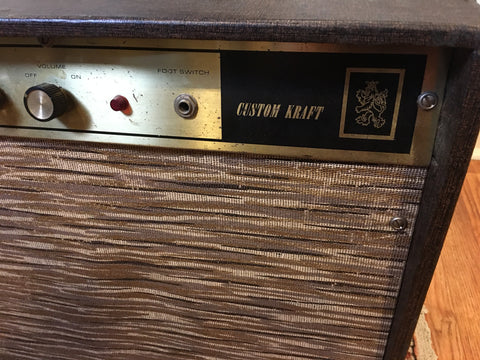 VOLUME
OFF ON
FOOT SWITCH
CUSTOM KRAFT